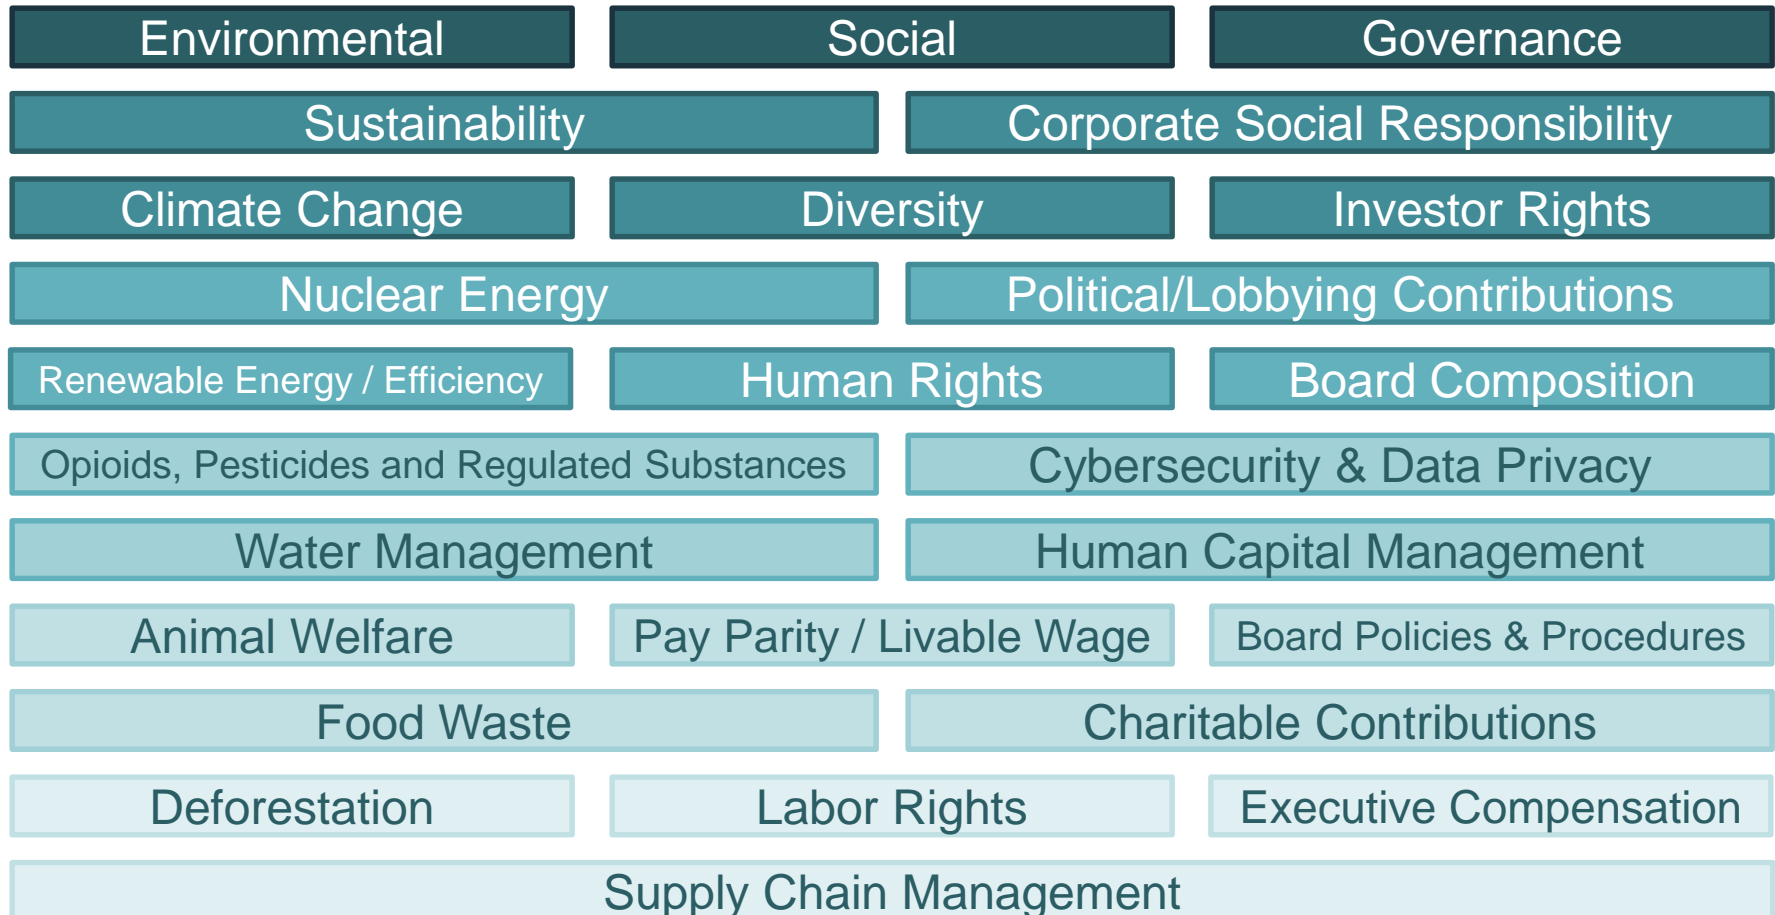 Environmental
Social
Governance
Sustainability
Corporate Social Responsibility
Climate Change
Diversity
Investor Rights
Nuclear Energy
Political/Lobbying Contributions
Renewable Energy / Efficiency
Human Rights
Board Composition
Opioids, Pesticides and Regulated Substances
Cybersecurity & Data Privacy
Water Management
Human Capital Management
Animal Welfare
Pay Parity / Livable Wage
Board Policies & Procedures
Food Waste
Charitable Contributions
Deforestation
Labor Rights
Executive Compensation
Supply Chain Management